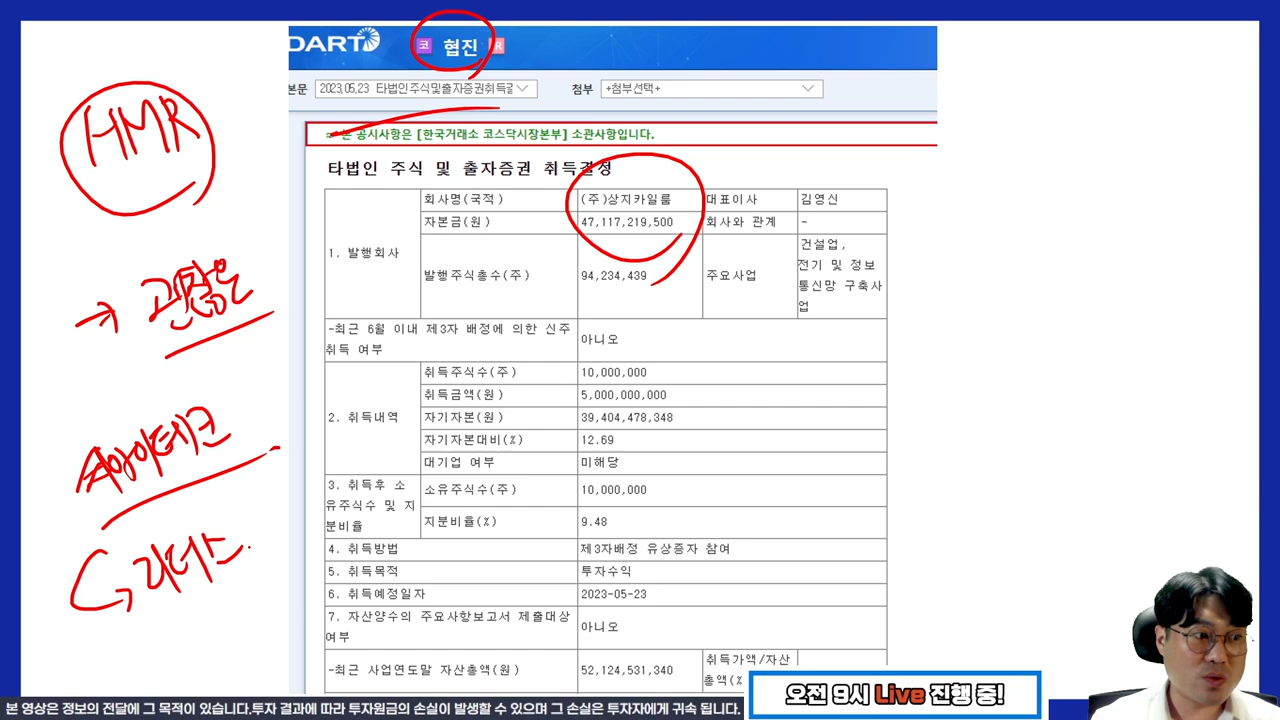 DART 코 협진 R
본문 2023.05.23 타법인주식및출자증권취득결 첨부 +첨부선택+
본 공시사항은 [한국거래소 코스닥시장본부] 소관사항입니다.
타법인 주식 및 출자증권 취득결정
1. 발행회사 회사명(국적) (주)상지카일룸 대표이사 김영신
자본금(원) 47,117,219,500 회사와 관계 -
발행주식총수(주) 94,234,439 주요사업 건설업,
전기 및 정보
통신망 구축사
업
-최근 6월 이내 제3자 배정에 의한 신주
취득 여부 아니오
2. 취득내역 취득주식수(주) 10,000,000
취득금액(원) 5,000,000,000
자기자본(원) 39,404,478,348
자기자본대비(%) 12.69
대기업 여부 미해당
3. 취득후 소
유주식수 및 지
분비율 소유주식수(주) 10,000,000
지분비율(%) 9.48
4. 취득방법 제3자배정 유상증자 참여
5. 취득목적 투자수익
6. 취득예정일자 2023-05-23
7. 자산양수의 주요사항보고서 제출대상
여부 아니오
-최근 사업연도말 자산총액(원) 52,124,531,340 취득가액/자산
총액(%
HMR
→ 괜찮은
리더스
오전 9시 Live 진행 중!
본 영상은 정보의 전달에 그 목적이 있습니다.투자 결과에 따라 투자원금의 손실이 발생할 수 있으며 그 손실은 투자자에게 귀속 됩니다.